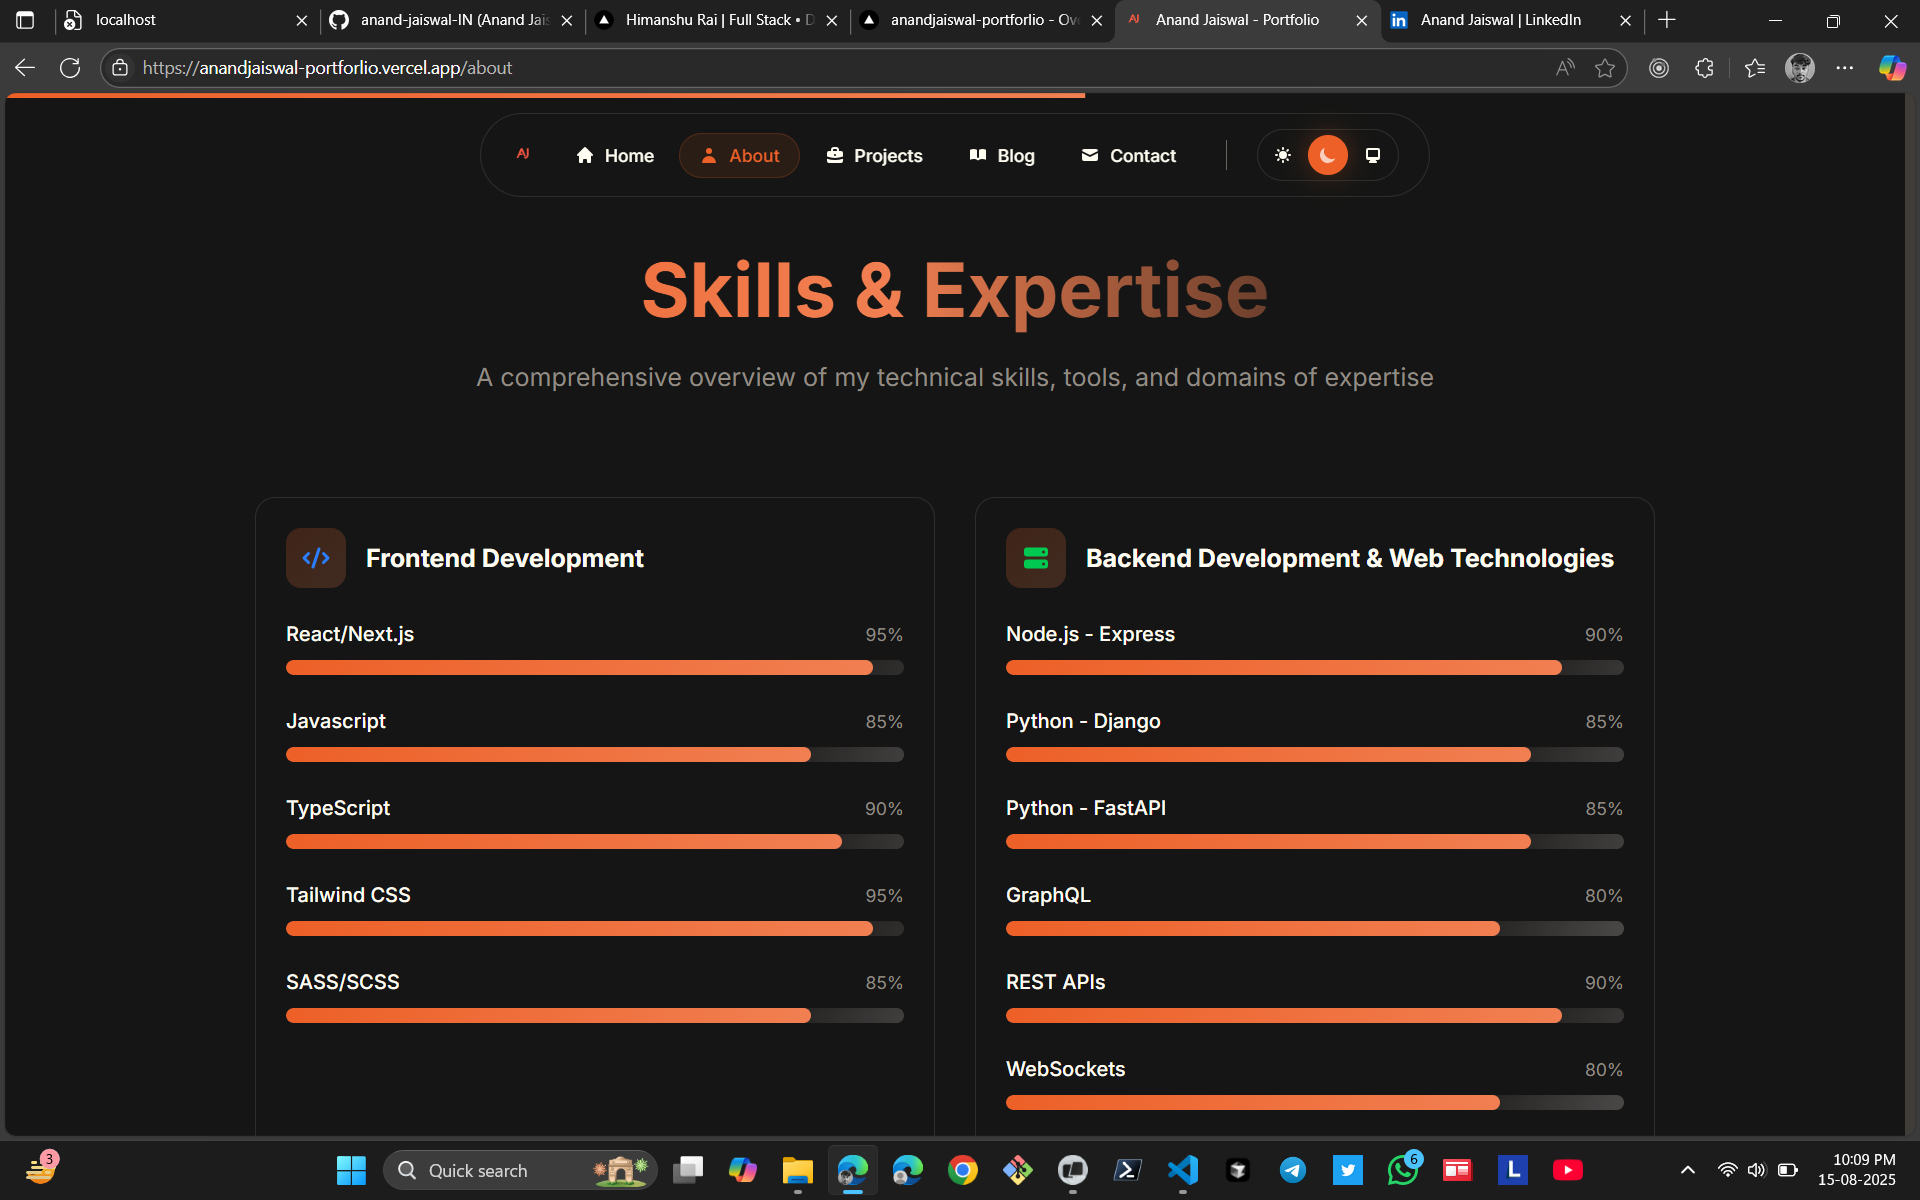 localhost
anand-jaiswal-IN (Anand Jais
Himanshu Rai | Full Stack • D
anandjaiswal-portforlio - Ov
AJ
Anand Jaiswal - Portfolio
in
Anand Jaiswal | LinkedIn
https://anandjaiswal-portforlio.vercel.app/about
AJ
Home
About
Projects
Blog
Contact
Skills & Expertise
A comprehensive overview of my technical skills, tools, and domains of expertise
Frontend Development
React/Next.js
95%
Javascript
85%
TypeScript
90%
Tailwind CSS
95%
SASS/SCSS
85%
Backend Development & Web Technologies
Node.js - Express
90%
Python - Django
85%
Python - FastAPI
85%
GraphQL
80%
REST APIs
90%
WebSockets
80%
3
Quick search
6
L
10:09 PM
15-08-2025